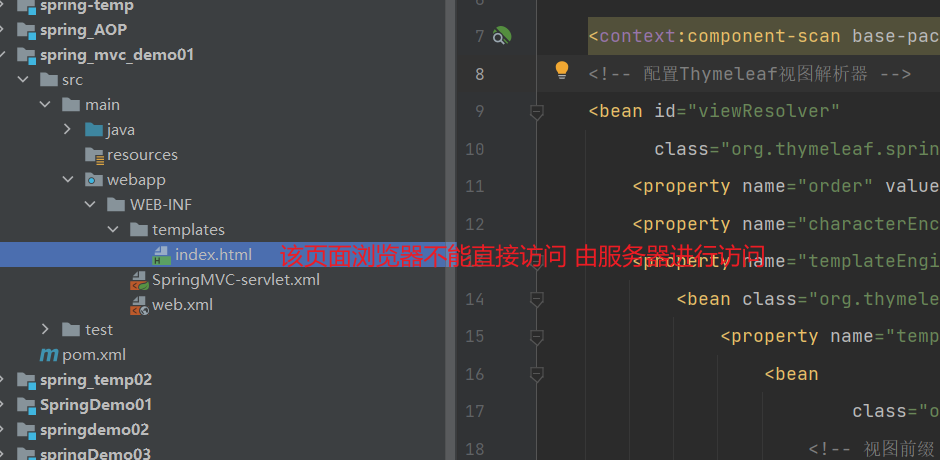 spring-temp
spring_AOP
spring_mvc_demo01
src
main
java
resources
webapp
WEB-INF
templates
index.html
SpringMVC-servlet.xml
web.xml
test
pom.xml
spring_temp02
SpringDemo01
springdemo02
springDemo03
该页面浏览器不能直接访问 由服务器进行访问
7 <context:component-scan base-pac
8 <!-- 配置Thymeleaf视图解析器 -->
9 <bean id="viewResolver"
10 class="org.thymeleaf.sprin
11 <property name="order" value
12 <property name="characterEnc
<property name="templateEngi
14 <bean class="org.thymele
15 <property name="temp
16 <bean
17 class="o
18 <!-- 视图前缀